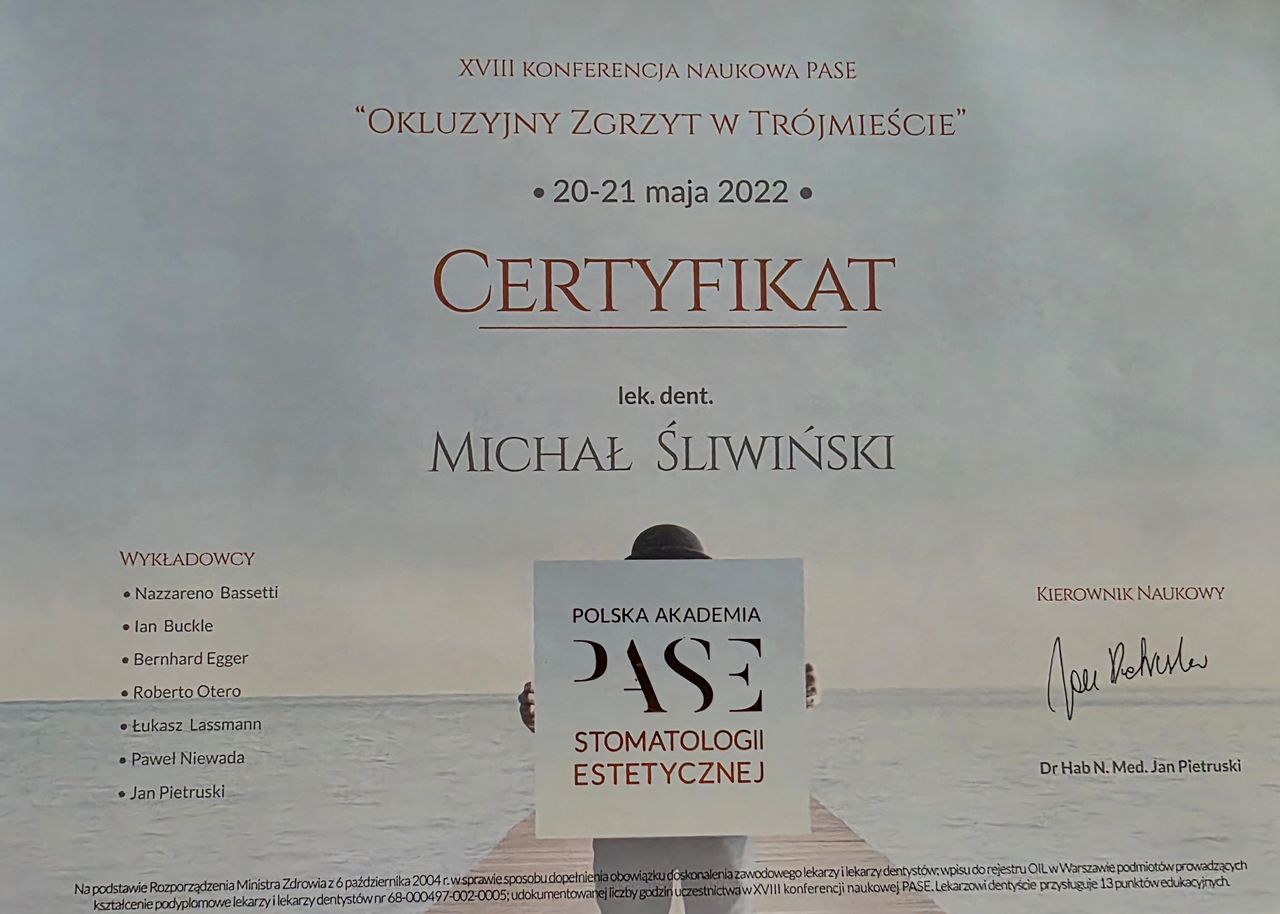 XVIII KONFERENCJA NAUKOWA PASE
“OKLUZYJNY ZGRZYT W TRÓJMIEŚCIE”
• 20-21 maja 2022 •
CERTYFIKAT
lek. dent.
MICHAŁ ŚLIWIŃSKI
WYKŁADOWCY
• Nazzareno Bassetti
• Ian Buckle
• Bernhard Egger
• Roberto Otero
• Łukasz Lassmann
• Paweł Niewada
• Jan Pietruski
POLSKA AKADEMIA
PASE
STOMATOLOGII
ESTETYCZNEJ
KIEROWNIK NAUKOWY
Jan Pietruski
Dr Hab N. Med. Jan Pietruski
Na podstawie Rozporządzenia Ministra Zdrowia z 6 października 2004 r. w sprawie sposobu dopełnienia obowiązku doskonalenia zawodowego lekarzy i lekarzy dentystów; wpisu do rejestru OIL w Warszawie podmiotów prowadzących
kształcenie podyplomowe lekarzy i lekarzy dentystów nr 68-000497-002-0005; udokumentowanej liczby godzin uczestnictwa w XVIII konferencji naukowej PASE. Lekarzowi dentyście przysługuje 13 punktów edukacyjnych.